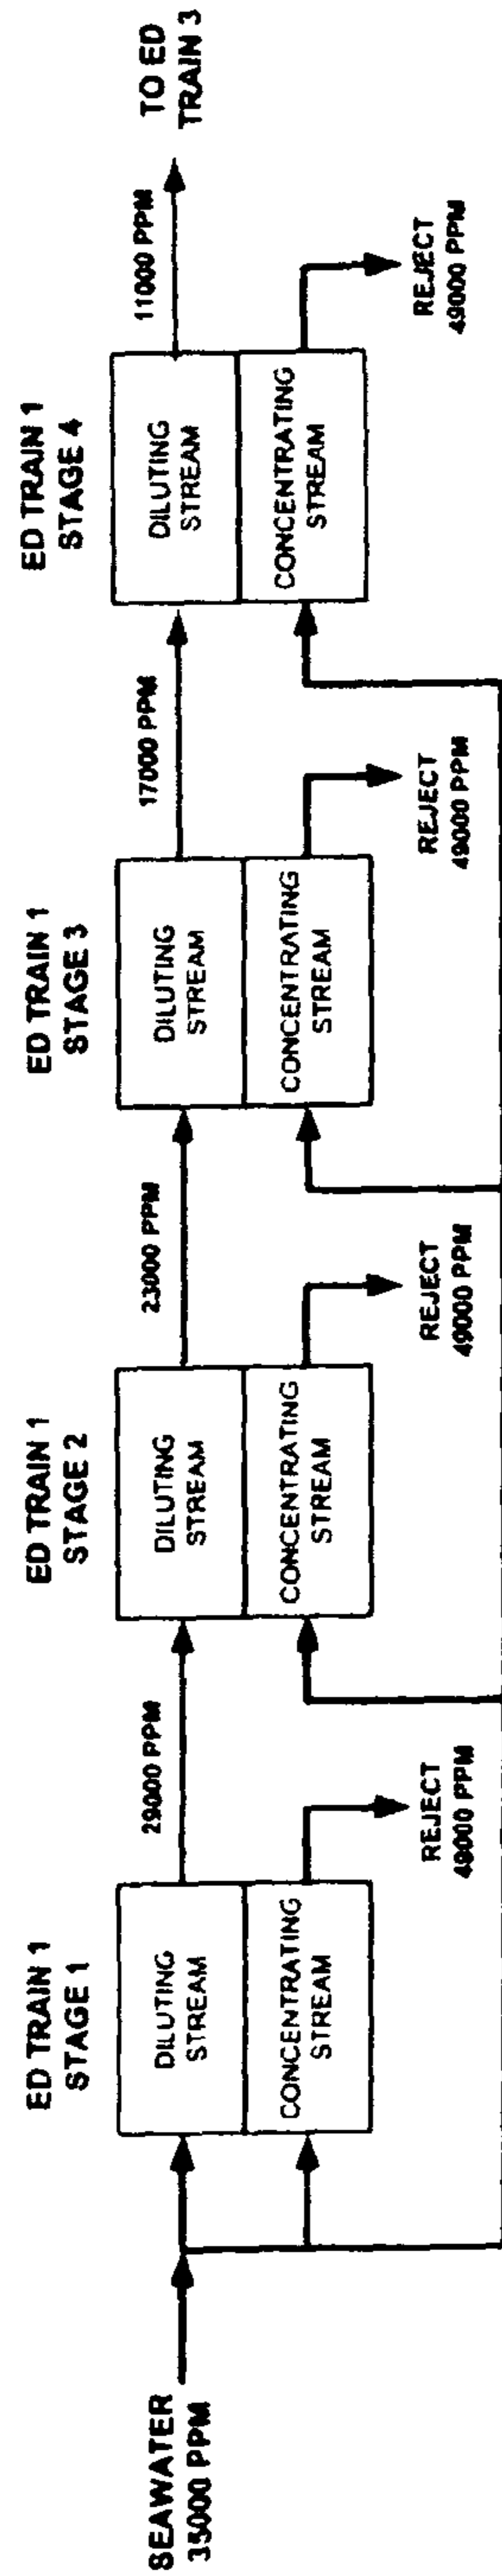 SEAWATER
35000 PPM
ED TRAIN 1
STAGE 1
DILUTING
STREAM
CONCENTRATING
STREAM
REJECT
49000 PPM
29000 PPM
ED TRAIN 1
STAGE 2
DILUTING
STREAM
CONCENTRATING
STREAM
REJECT
49000 PPM
23000 PPM
ED TRAIN 1
STAGE 3
DILUTING
STREAM
CONCENTRATING
STREAM
REJECT
49000 PPM
17000 PPM
ED TRAIN 1
STAGE 4
DILUTING
STREAM
CONCENTRATING
STREAM
REJECT
49000 PPM
11000 PPM
TO ED
TRAIN 3